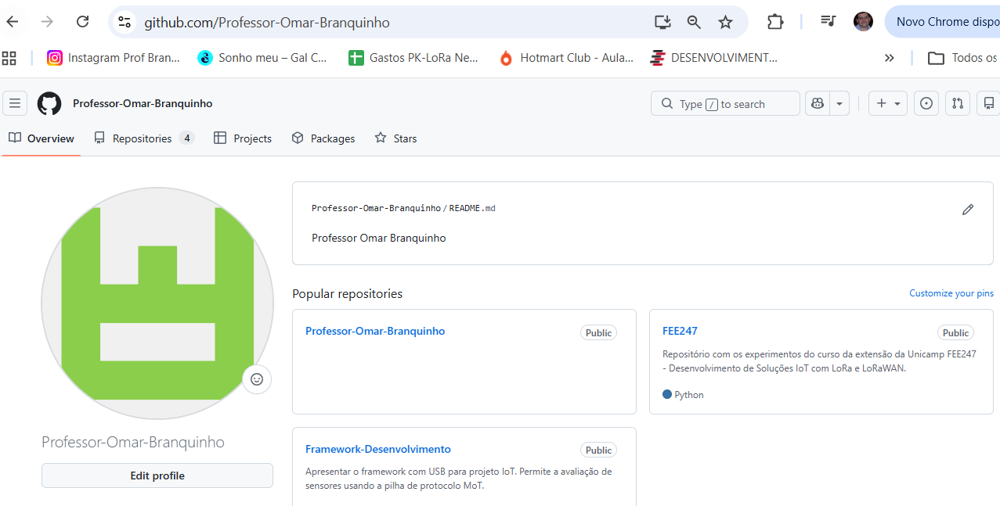 github.com/Professor-Omar-Branquinho
Novo Chrome dispo
Instagram Prof Bran...
Sonho meu – Gal C...
Gastos PK-LoRa Ne...
Hotmart Club - Aula...
DESENVOLVIMENT...
Todos os
Professor-Omar-Branquinho
Type / to search
Overview
Repositories 4
Projects
Packages
Stars
Professor-Omar-Branquinho/README.md
Professor Omar Branquinho
Popular repositories
Customize your pins
Professor-Omar-Branquinho
Public
FEE247
Public
Repositório com os experimentos do curso da extensão da Unicamp FEE247
- Desenvolvimento de Soluções IoT com LoRa e LoRaWAN.
Python
Professor-Omar-Branquinho
Edit profile
Framework-Desenvolvimento
Public
Apresentar o framework com USB para projeto IoT. Permite a avaliação de
sensores usando a pilha de protocolo MoT.